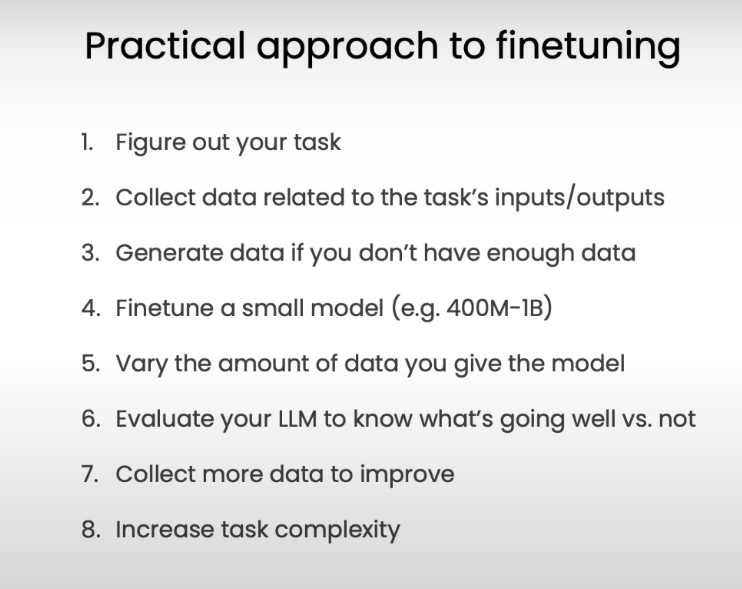 Practical approach to finetuning
1. Figure out your task
2. Collect data related to the task's inputs/outputs
3. Generate data if you don't have enough data
4. Finetune a small model (e.g. 400M-1B)
5. Vary the amount of data you give the model
6. Evaluate your LLM to know what's going well vs. not
7. Collect more data to improve
8. Increase task complexity